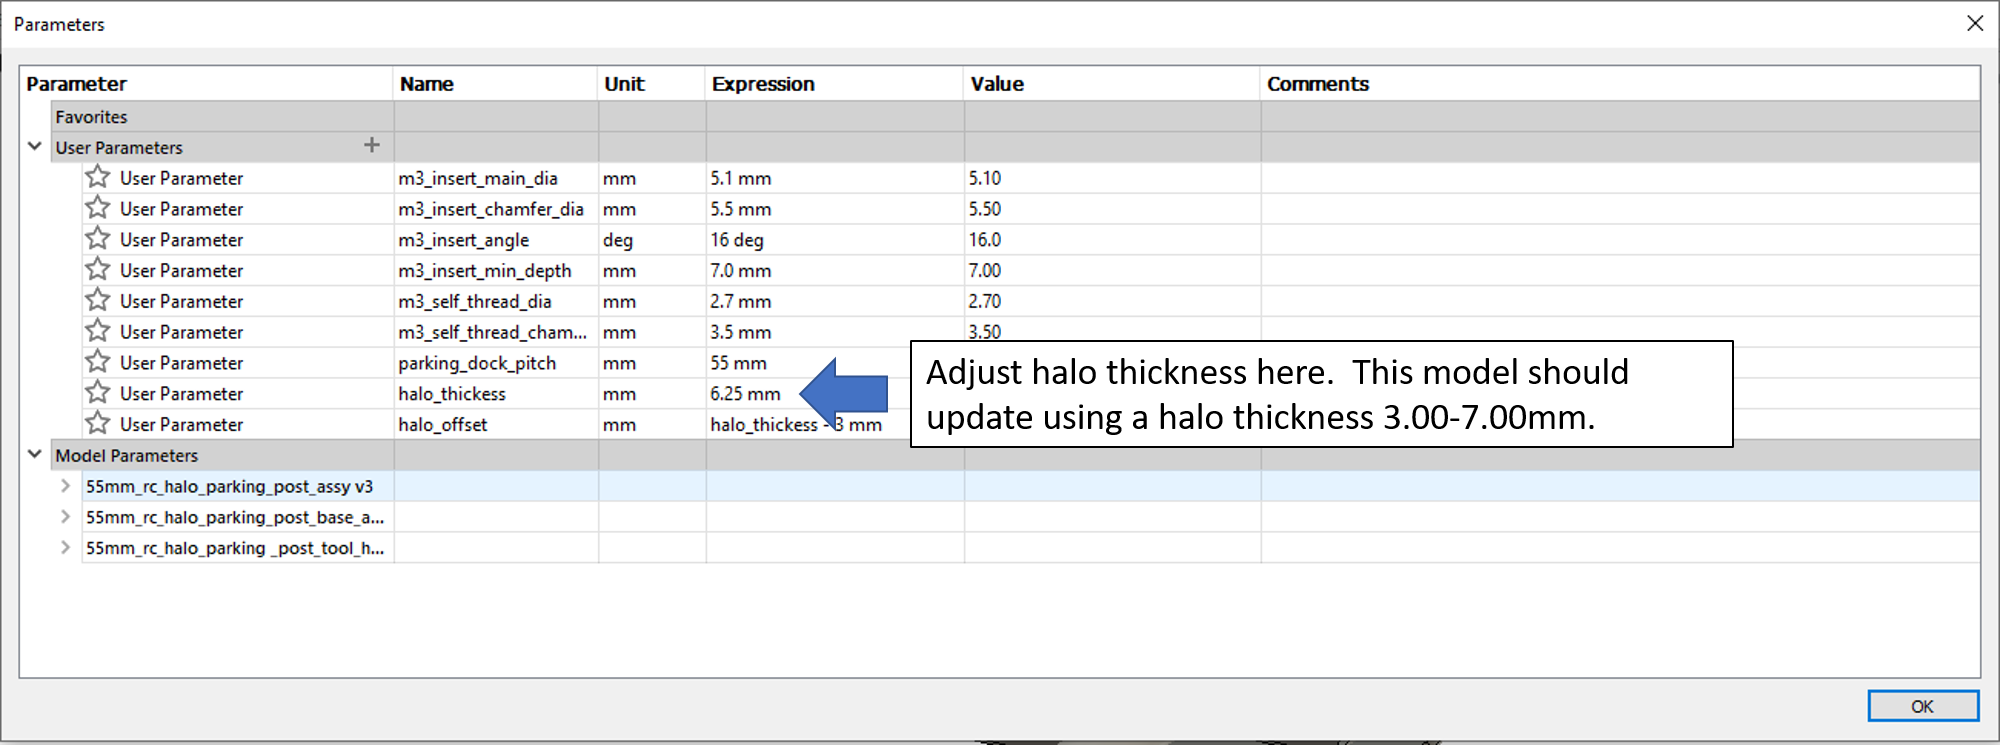 Parameters
Parameter Name Unit Expression Value Comments
Favorites
User Parameters +
User Parameter m3_insert_main_dia mm 5.1 mm 5.10
User Parameter m3_insert_chamfer_dia mm 5.5 mm 5.50
User Parameter m3_insert_angle deg 16 deg 16.0
User Parameter m3_insert_min_depth mm 7.0 mm 7.00
User Parameter m3_self_thread_dia mm 2.7 mm 2.70
User Parameter m3_self_thread_cham... mm 3.5 mm 3.50
User Parameter parking_dock_pitch mm 55 mm
User Parameter halo_thickess mm 6.25 mm
User Parameter halo_offset mm halo_thickess - 3 mm
Adjust halo thickness here. This model should
update using a halo thickness 3.00-7.00mm.
Model Parameters
55mm_rc_halo_parking_post_assy v3
55mm_rc_halo_parking_post_base_a...
55mm_rc_halo_parking _post_tool_h...
OK